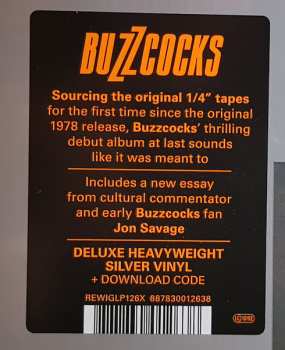 BUZZCOCKS
Sourcing the original 1/4" tapes
for the first time since the original
1978 release, Buzzcocks' thrilling
debut album at last sounds
like it was meant to
Includes a new essay
from cultural commentator
and early Buzzcocks fan
Jon Savage
DELUXE HEAVYWEIGHT
SILVER VINYL
+ DOWNLOAD CODE
REWIGLP126X 887830012638